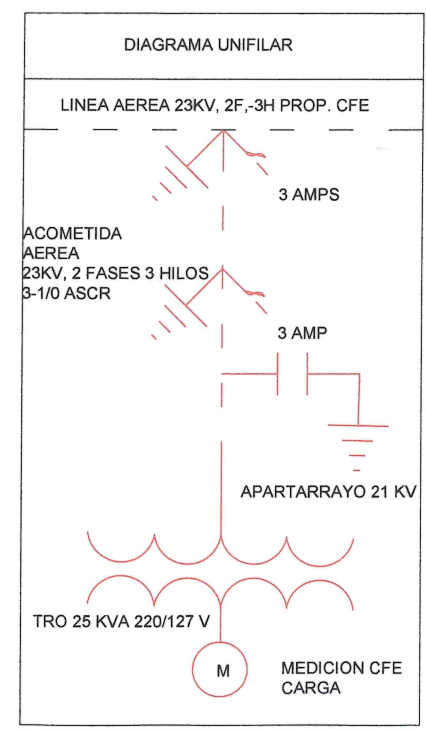 DIAGRAMA UNIFILAR
LINEA AEREA 23KV, 2F,-3H PROP. CFE
3 AMPS
ACOMETIDA
AEREA
23KV, 2 FASES 3 HILOS
3-1/0 ASCR
3 AMP
APARTARRAYO 21 KV
TRO 25 KVA 220/127 V
M
MEDICION CFE
CARGA